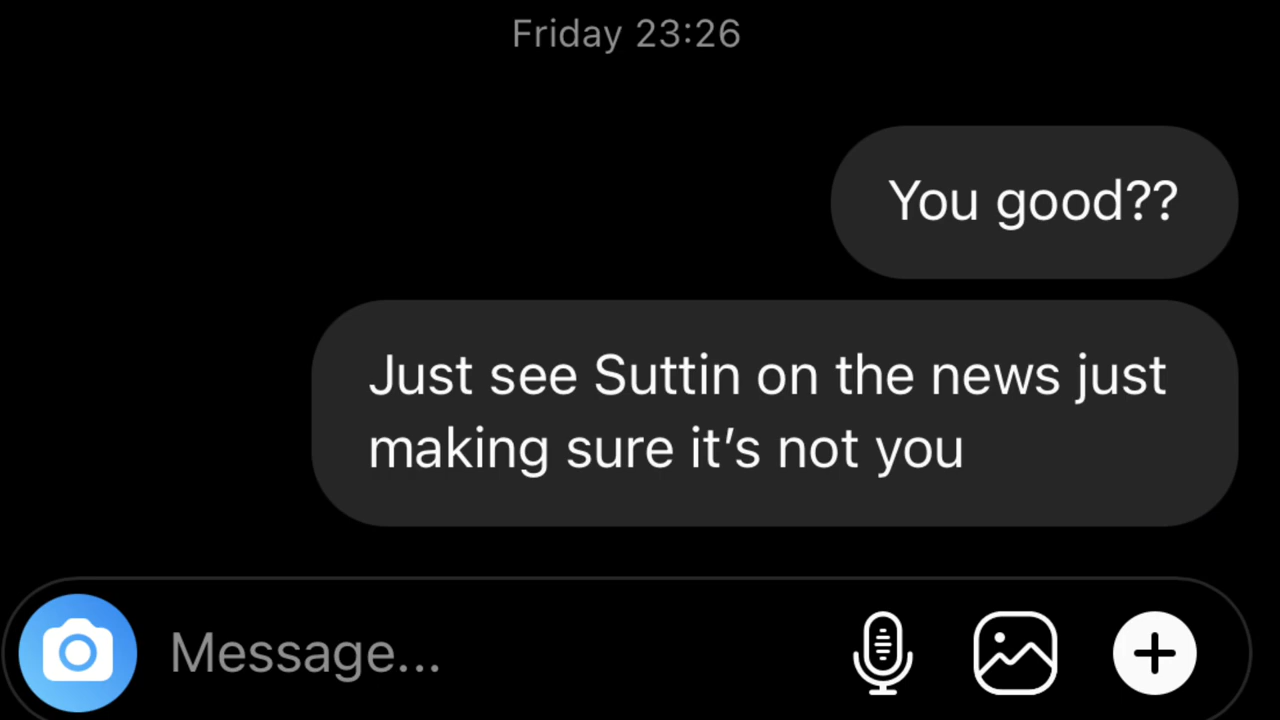 Friday 23:26
You good??
Just see Suttin on the news just
making sure it’s not you
Message...